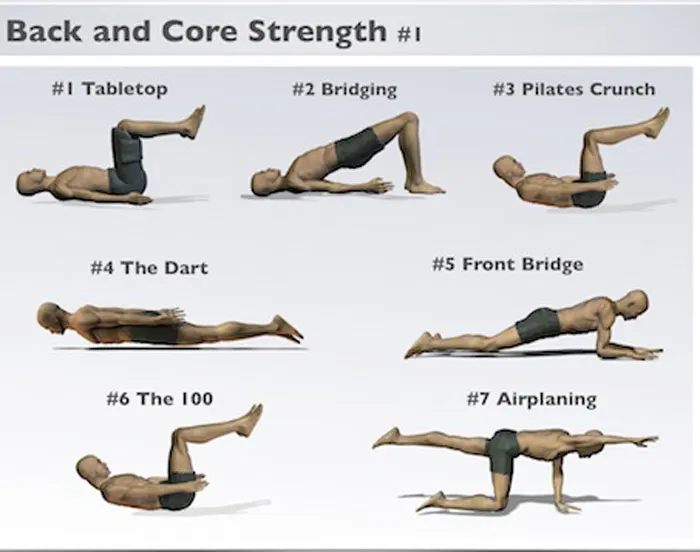 Back and Core Strength #1
#1 Tabletop
#2 Bridging
#3 Pilates Crunch
#4 The Dart
#5 Front Bridge
#6 The 100
#7 Airplaning